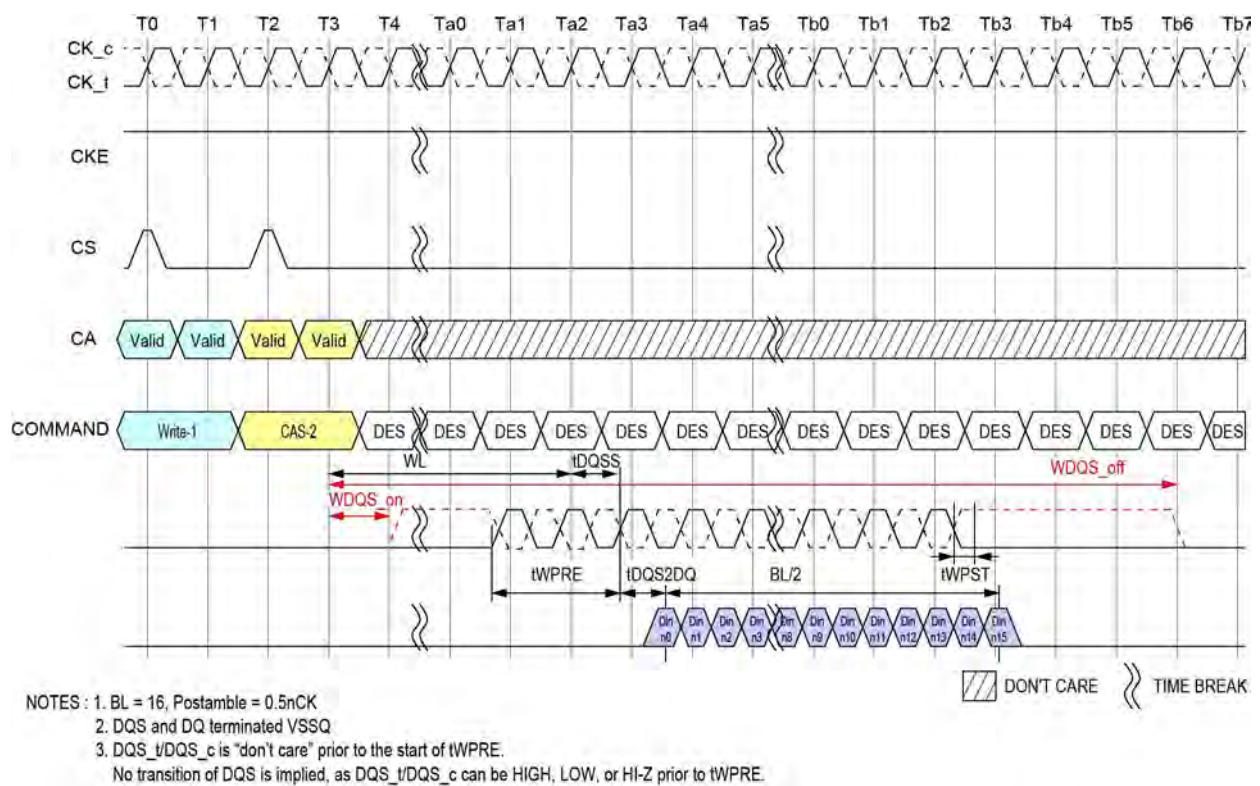 T0 T1 T2 T3 T4 Ta0 Ta1 Ta2 Ta3 Ta4 Ta5 Tb0 Tb1 Tb2 Tb3 Tb4 Tb5 Tb6 Tb7
CK_c
CK_t
CKE
CS
CA Valid Valid Valid Valid
COMMAND Write-1 CAS-2 DES DES DES DES DES DES DES DES DES DES DES DES DES DES DES
WL tDQSS WDQS_off
WDQS_on
tWPRE tDQS2DQ BL/2 tWPST
Din Din Din Din Din Din Din Din Din Din Din Din
n0 n1 n2 n3 n8 n9 n10 n11 n12 n13 n14 n15
DON'T CARE TIME BREAK
NOTES : 1. BL = 16, Postamble = 0.5nCK
2. DQS and DQ terminated VSSQ
3. DQS_t/DQS_c is “don't care” prior to the start of tWPRE.
No transition of DQS is implied, as DQS_t/DQS_c can be HIGH, LOW, or HI-Z prior to tWPRE.